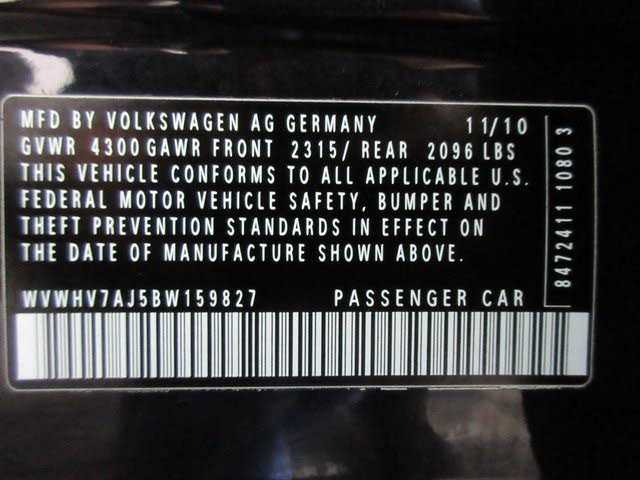 MFD BY VOLKSWAGEN AG GERMANY 11/10
GVWR 4300 GAWR FRONT 2315/ REAR 2096 LBS
THIS VEHICLE CONFORMS TO ALL APPLICABLE U.S.
FEDERAL MOTOR VEHICLE SAFETY, BUMPER AND
THEFT PREVENTION STANDARDS IN EFFECT ON
THE DATE OF MANUFACTURE SHOWN ABOVE.
WVWHV7AJ5BW159827 PASSENGER CAR
8472411 1080 3